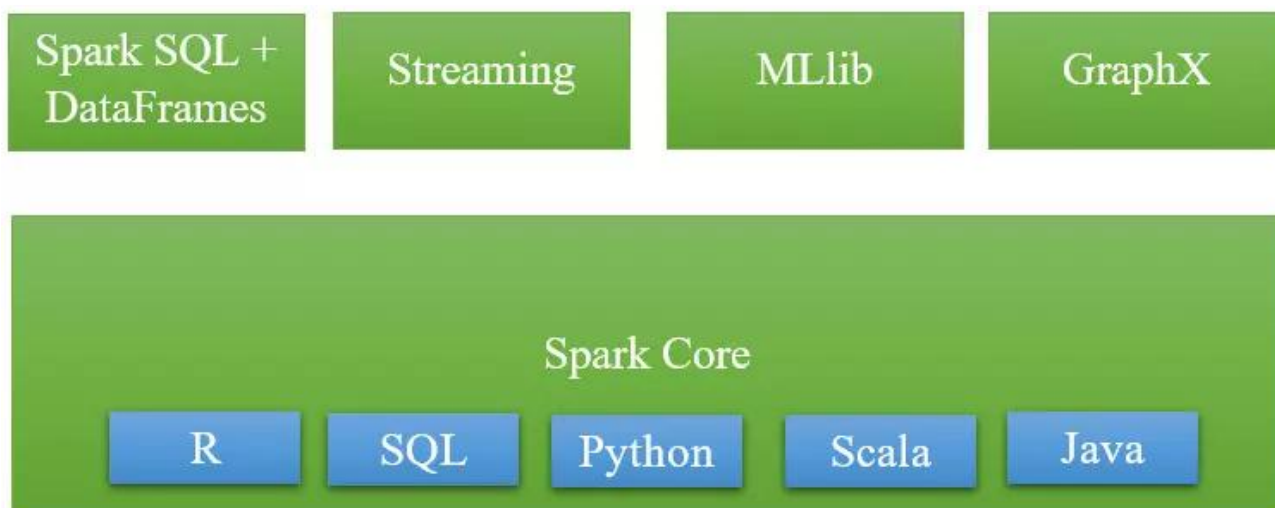 Spark SQL +
DataFrames
Streaming
MLlib
GraphX
Spark Core
R
SQL
Python
Scala
Java